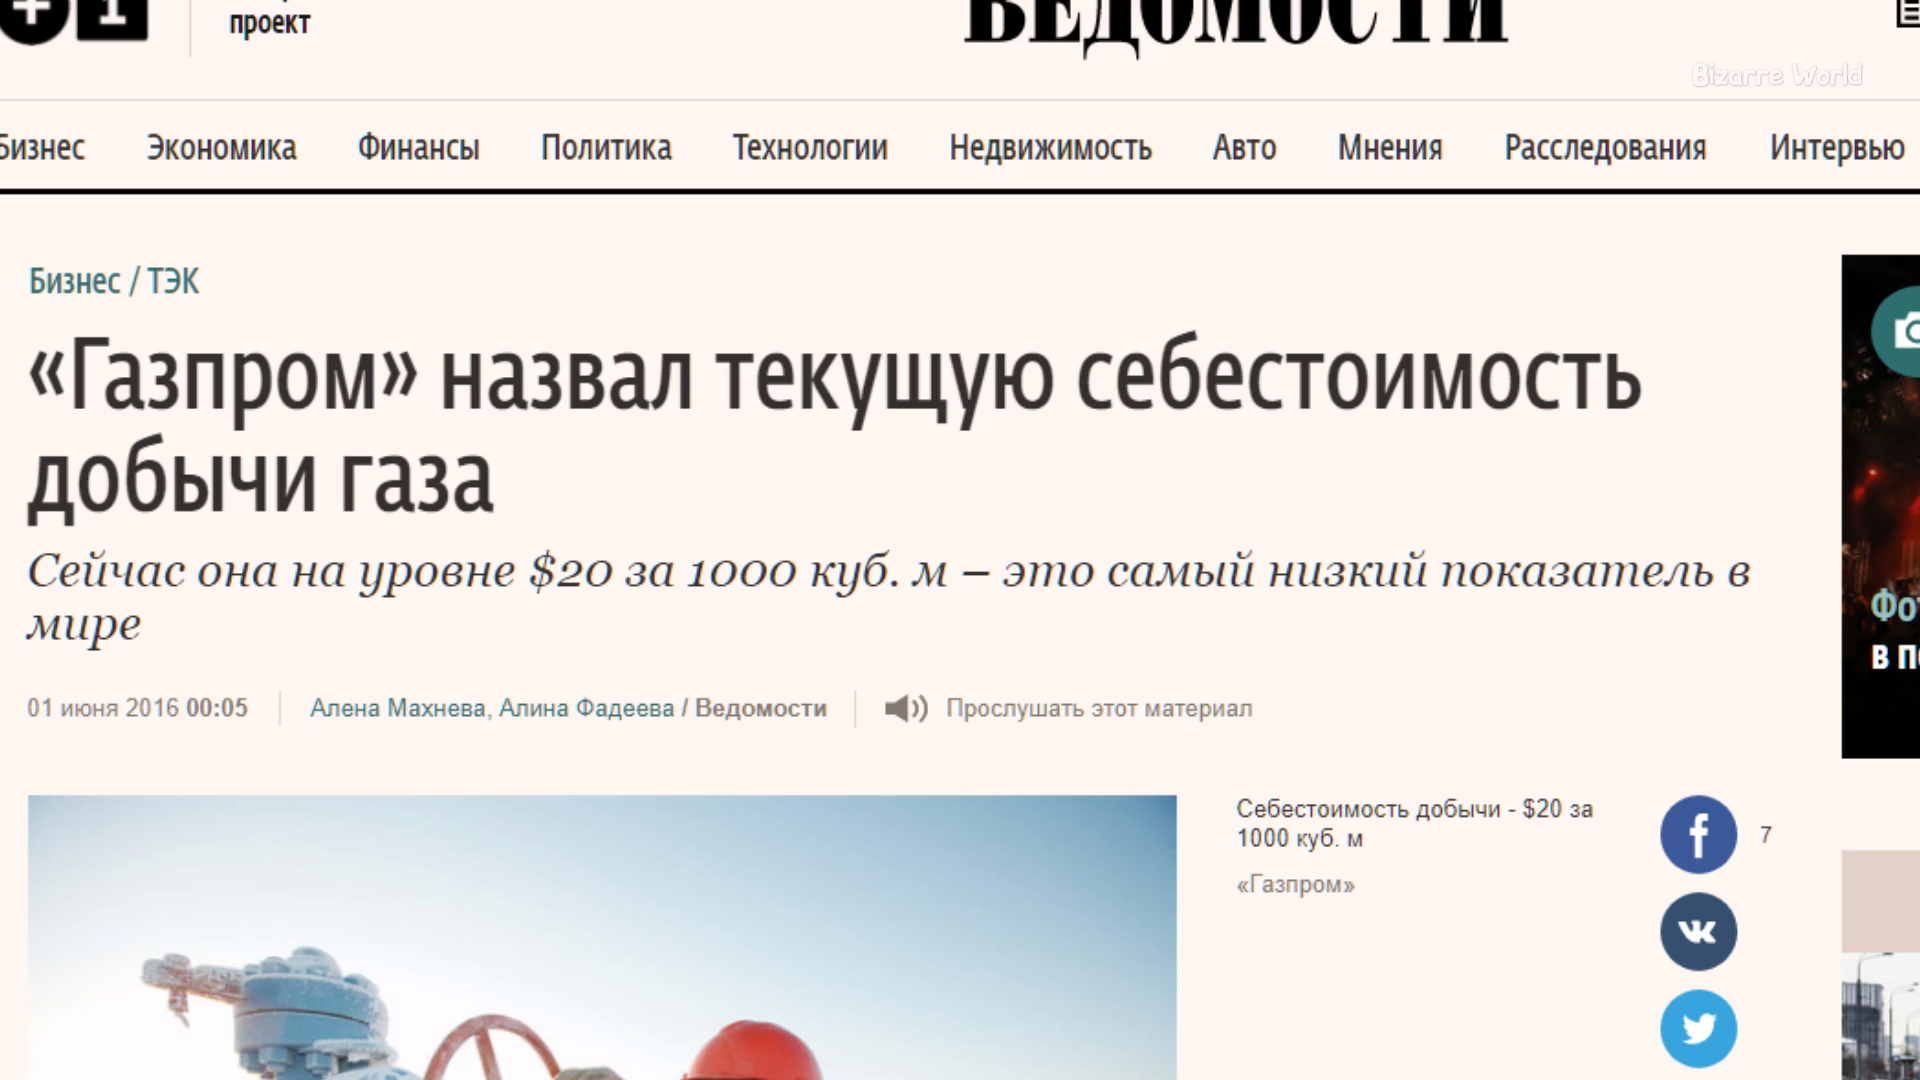 +1
проект
ВЕДОМОСТИ
Bizarre World
Бизнес Экономика Финансы Политика Технологии Недвижимость Авто Мнения Расследования Интервью
Бизнес / ТЭК
«Газпром» назвал текущую себестоимость
добычи газа
Сейчас она на уровне $20 за 1000 куб. м – это самый низкий показатель в
мире
01 июня 2016 00:05 Алена Махнева, Алина Фадеева / Ведомости Прослушать этот материал
Себестоимость добычи - $20 за
1000 куб. м
«Газпром»
7